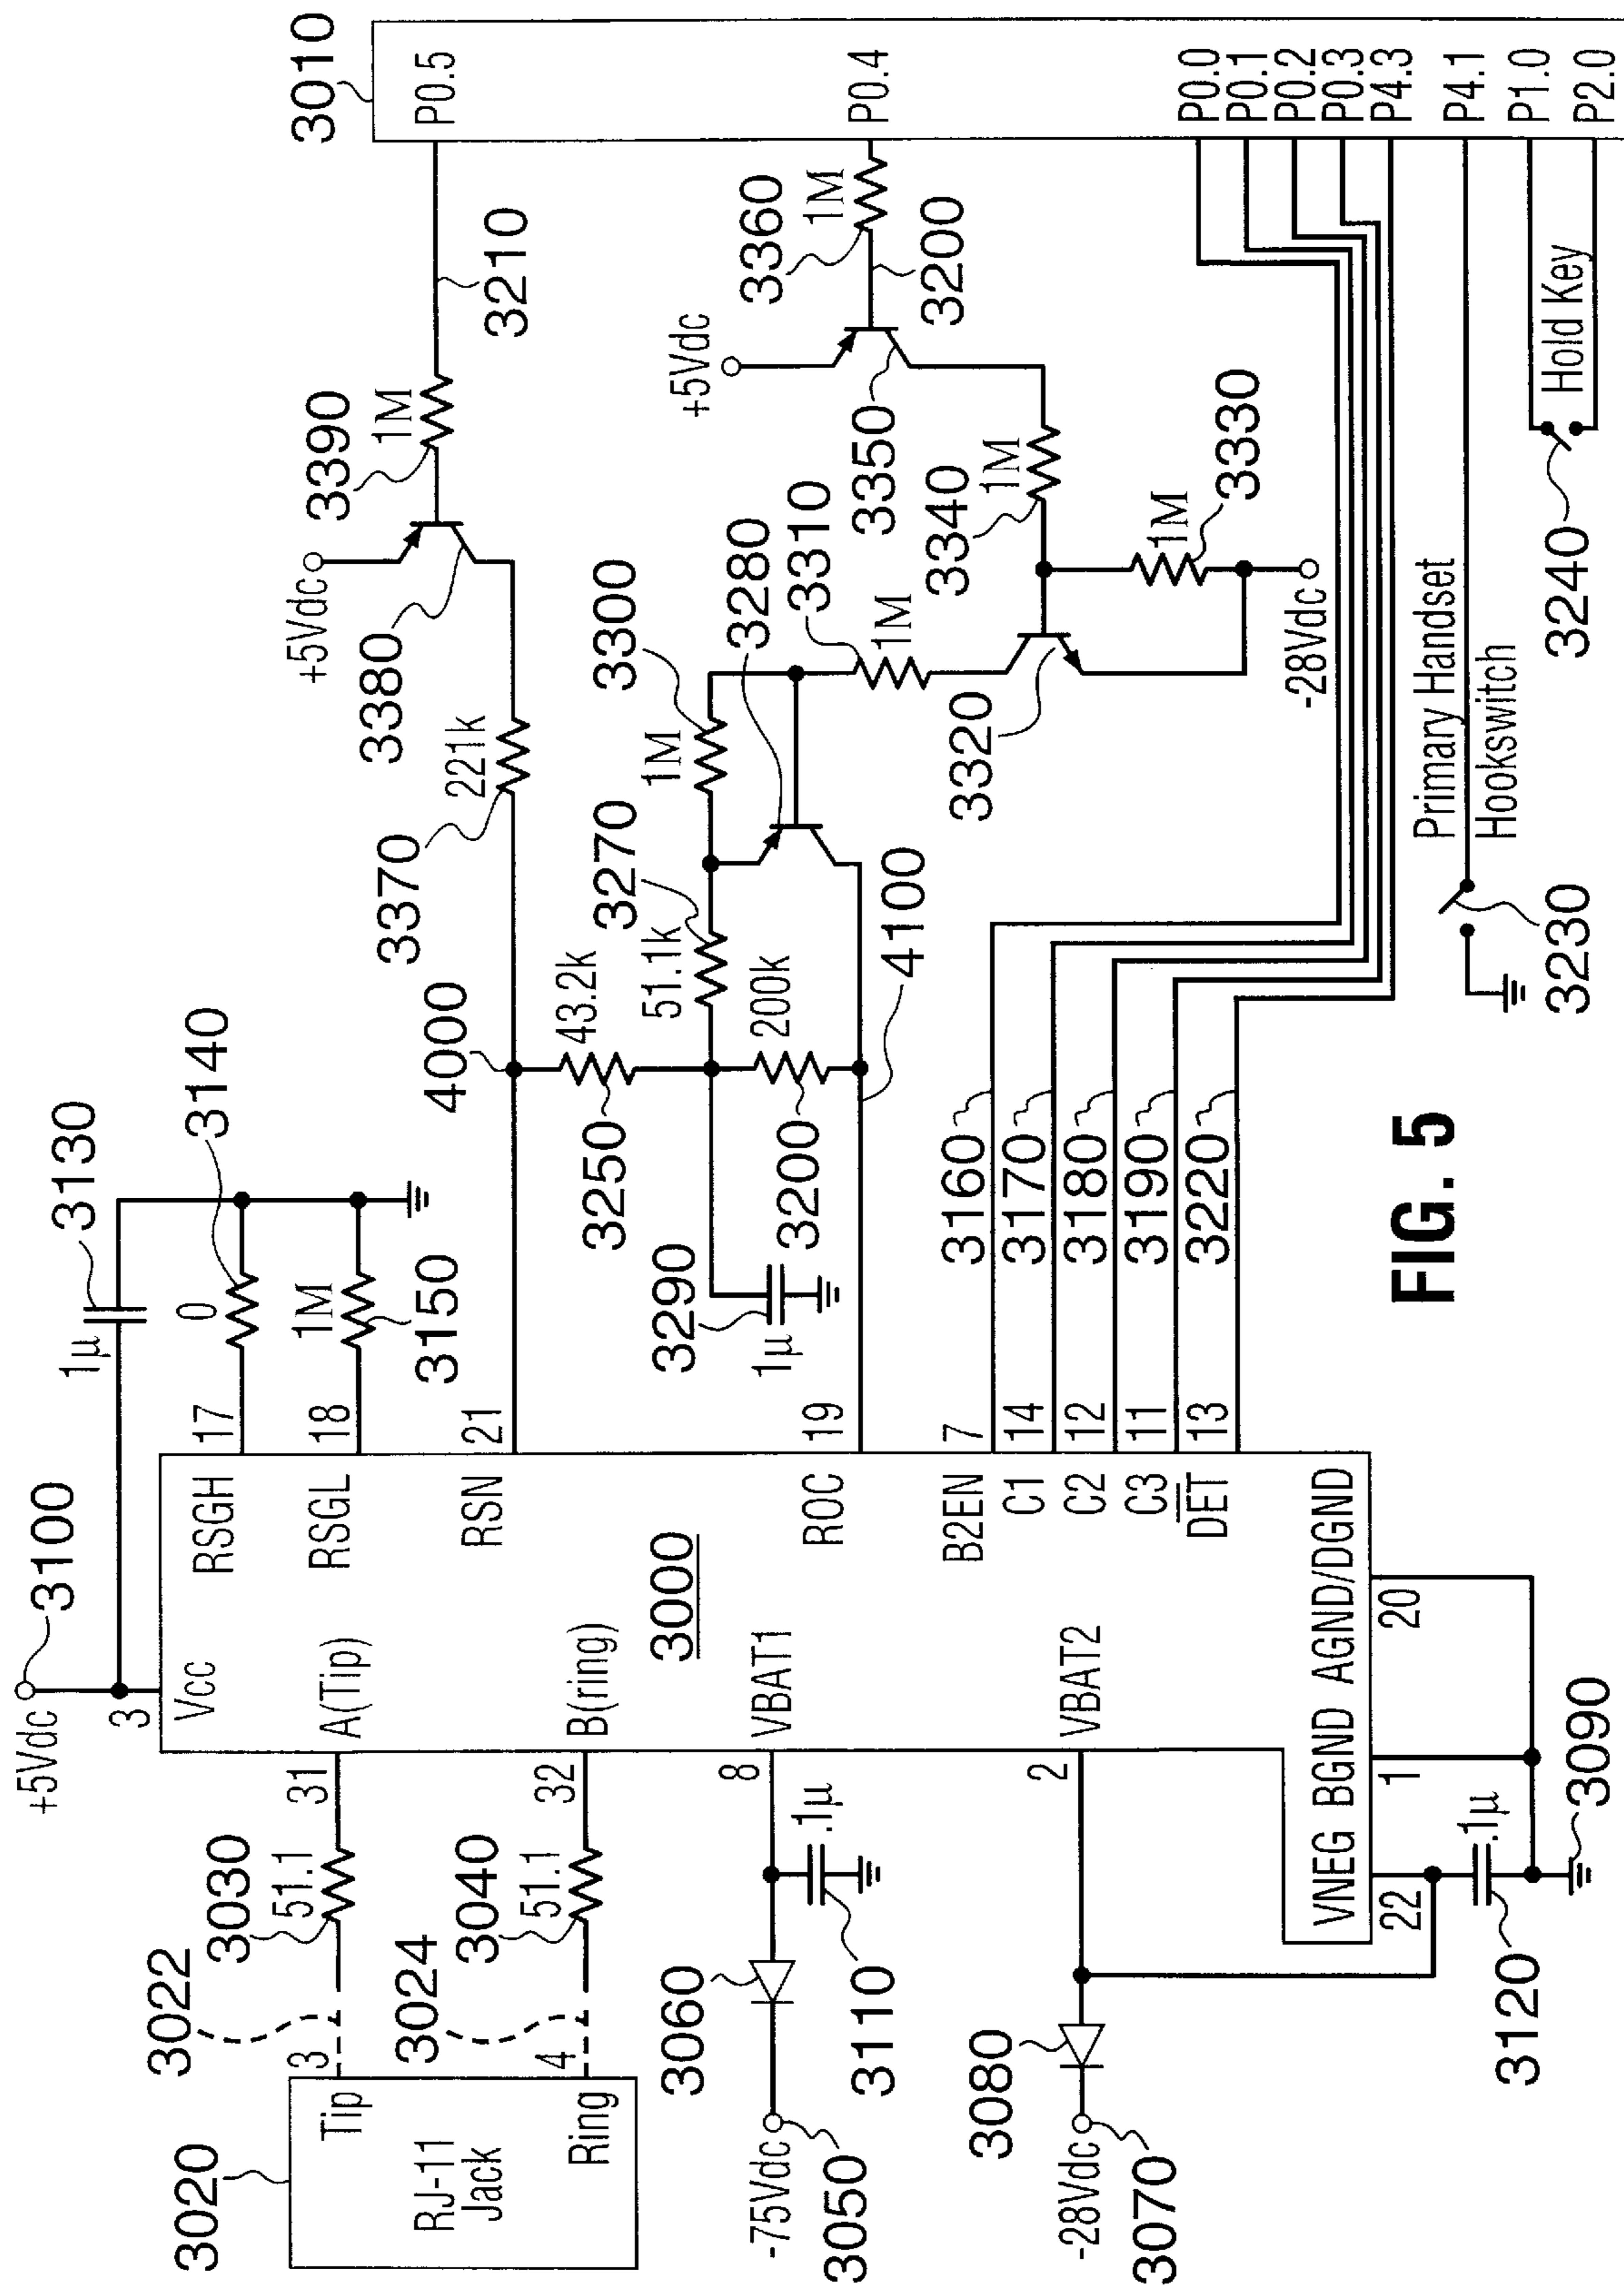 3020
RJ-11
Jack
Tip
Ring
3
4
3022
3024
3030
51.1
3040
51.1
31
32
-75Vdc
3050
3060
3110
.1µ
8
-28Vdc
3070
3080
2
3120
.1µ
3090
22
1
20
+5Vdc
3100
3
Vcc
A(Tip)
B(ring)
VBAT1
VBAT2
VNEG BGND AGND/DGND
3000
RSGH
RSGL
RSN
ROC
B2EN
C1
C2
C3
DET
17
18
21
19
7
14
12
11
13
1µ
3130
0
3140
1M
3150
4000
3250
43.2k
3290
1µ
3200
200k
3270
51.1k
4100
3370
221k
3380
+5Vdc
3390
1M
3210
3300
1M
3280
3310
1M
3320
3340
1M
3330
1M
-28Vdc
3350
+5Vdc
3360
1M
3200
3160
3170
3180
3190
3220
3230
Primary Handset
Hookswitch
3240
Hold Key
3010
P0.5
P0.4
P0.0
P0.1
P0.2
P0.3
P4.3
P4.1
P1.0
P2.0
FIG. 5